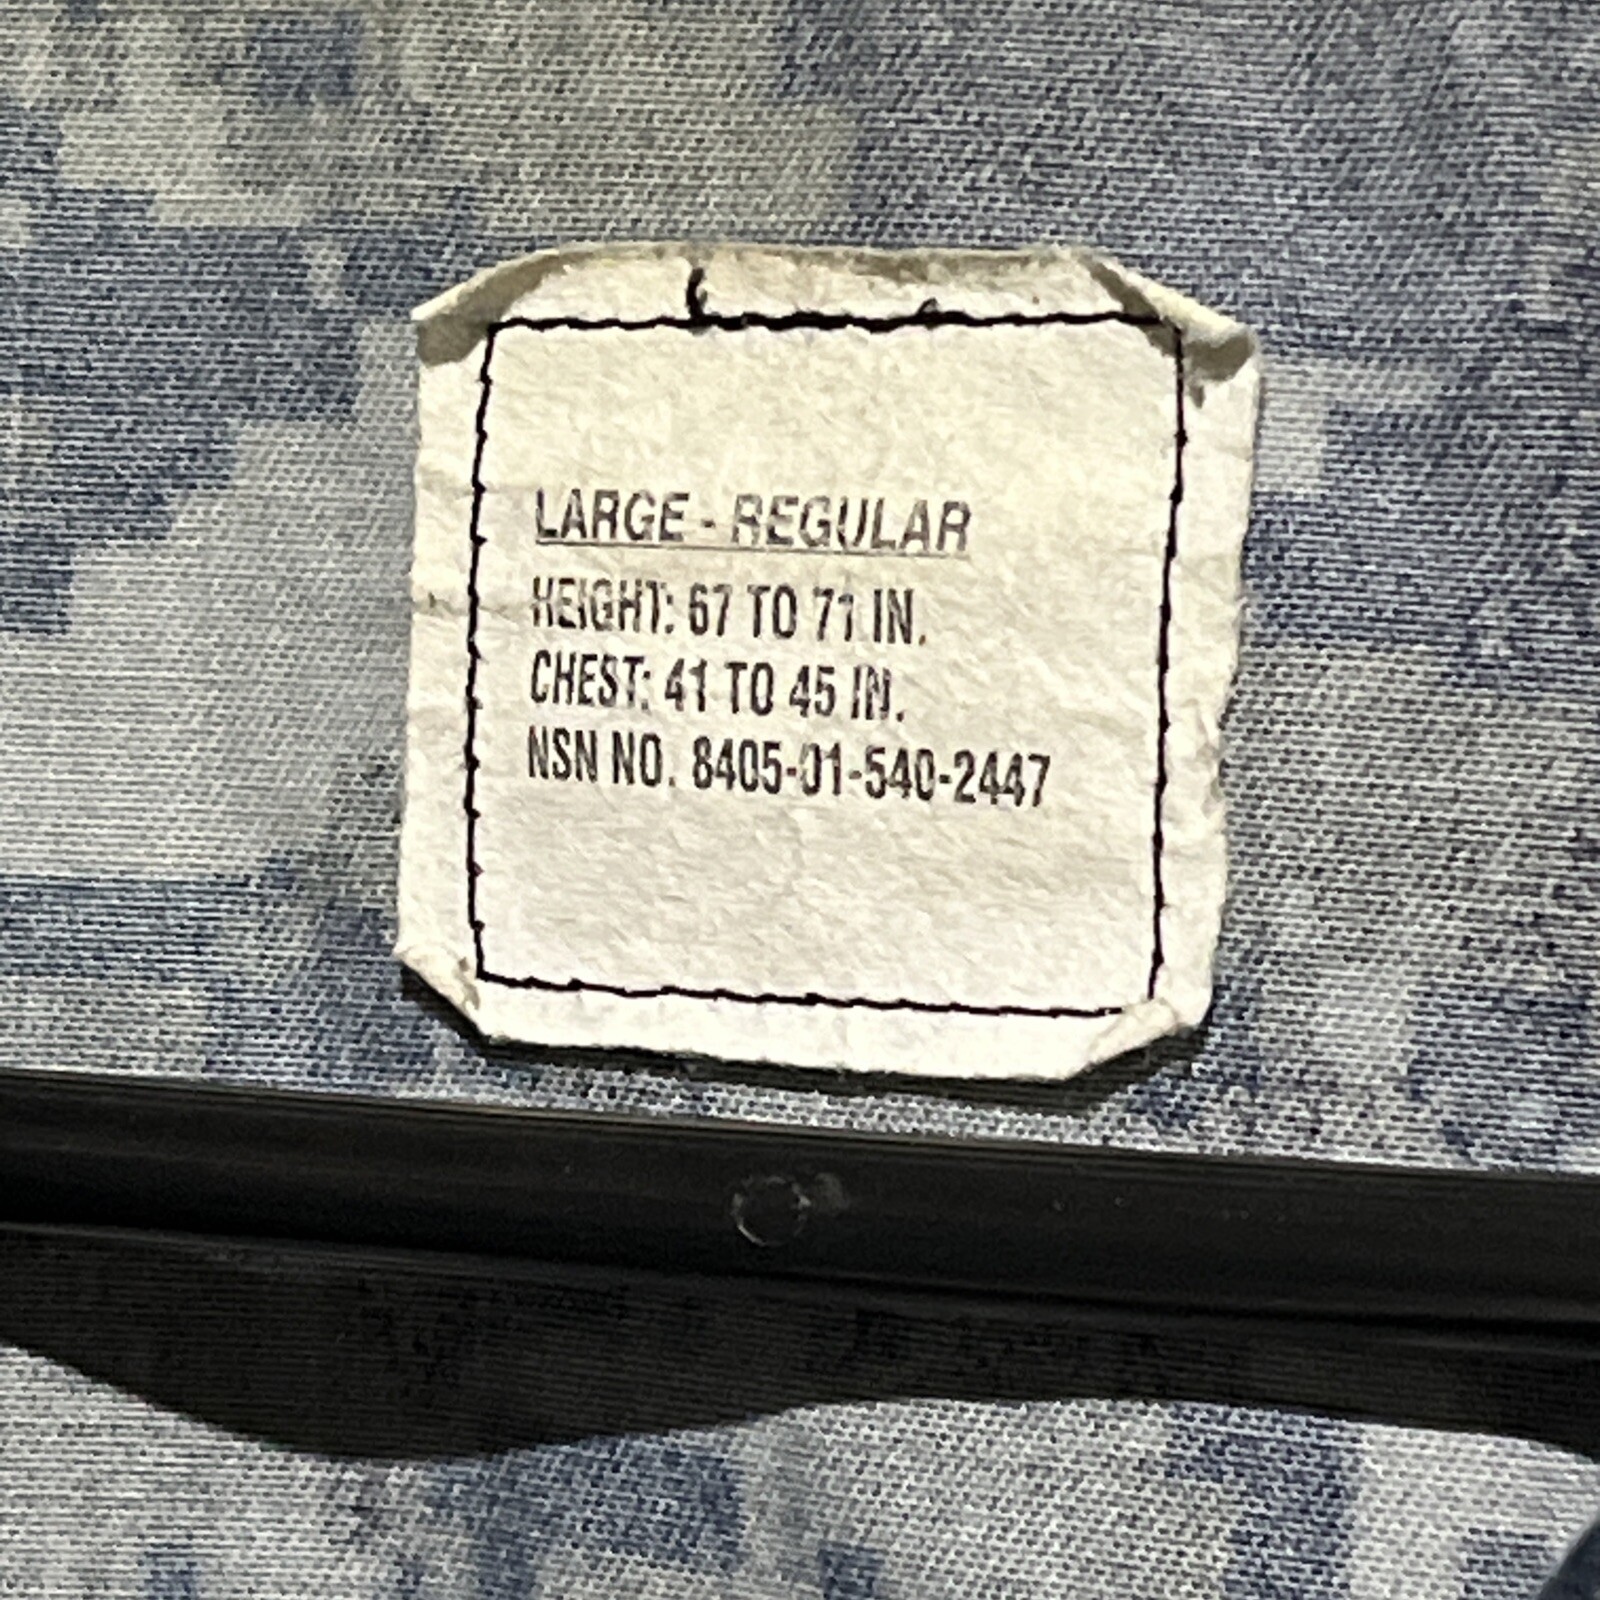 LARGE - REGULAR
HEIGHT: 67 TO 71 IN.
CHEST: 41 TO 45 IN.
NSN NO. 8405-01-540-2447